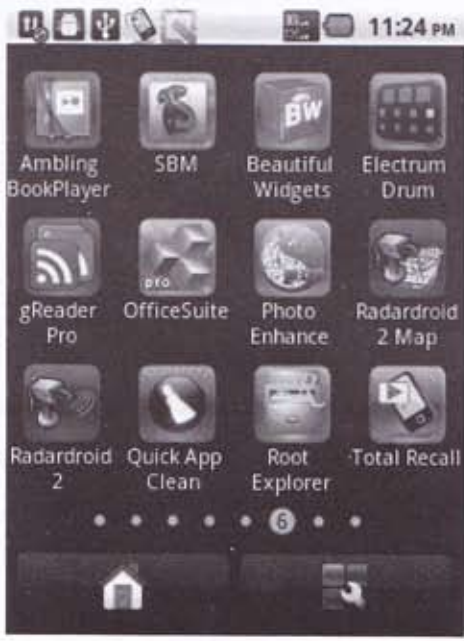 11:24 PM
BW
Ambling SBM Beautiful Electrum
BookPlayer Widgets Drum
pro
gReader OfficeSuite Photo Radardroid
Pro Enhance 2 Map
Radardroid Quick App Root Total Recall
2 Clean Explorer
6